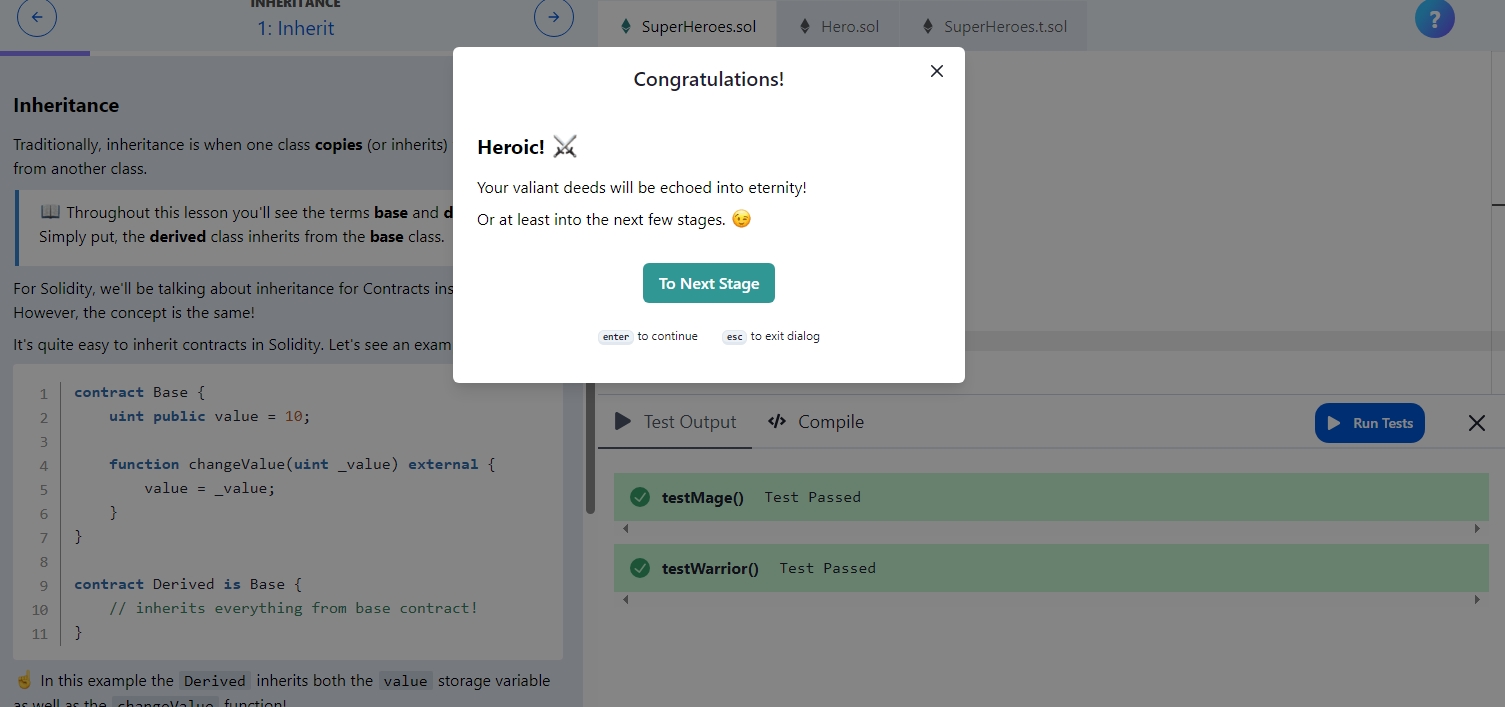 INHERITANCE
1: Inherit
SuperHeroes.sol
Hero.sol
SuperHeroes.t.sol
?
Inheritance
Traditionally, inheritance is when one class copies (or inherits)
from another class.
📖 Throughout this lesson you'll see the terms base and d
Simply put, the derived class inherits from the base class.
For Solidity, we'll be talking about inheritance for Contracts ins
However, the concept is the same!
It's quite easy to inherit contracts in Solidity. Let's see an exam
1 contract Base {
2     uint public value = 10;
3
4     function changeValue(uint _value) external {
5         value = _value;
6     }
7 }
8
9 contract Derived is Base {
10     // inherits everything from base contract!
11 }
☝️ In this example the Derived inherits both the value storage variable
as well as the changeValue function!
Congratulations!
Heroic! ⚔️
Your valiant deeds will be echoed into eternity!
Or at least into the next few stages. 😉
To Next Stage
enter to continue esc to exit dialog
Test Output
Compile
Run Tests
testMage() Test Passed
testWarrior() Test Passed